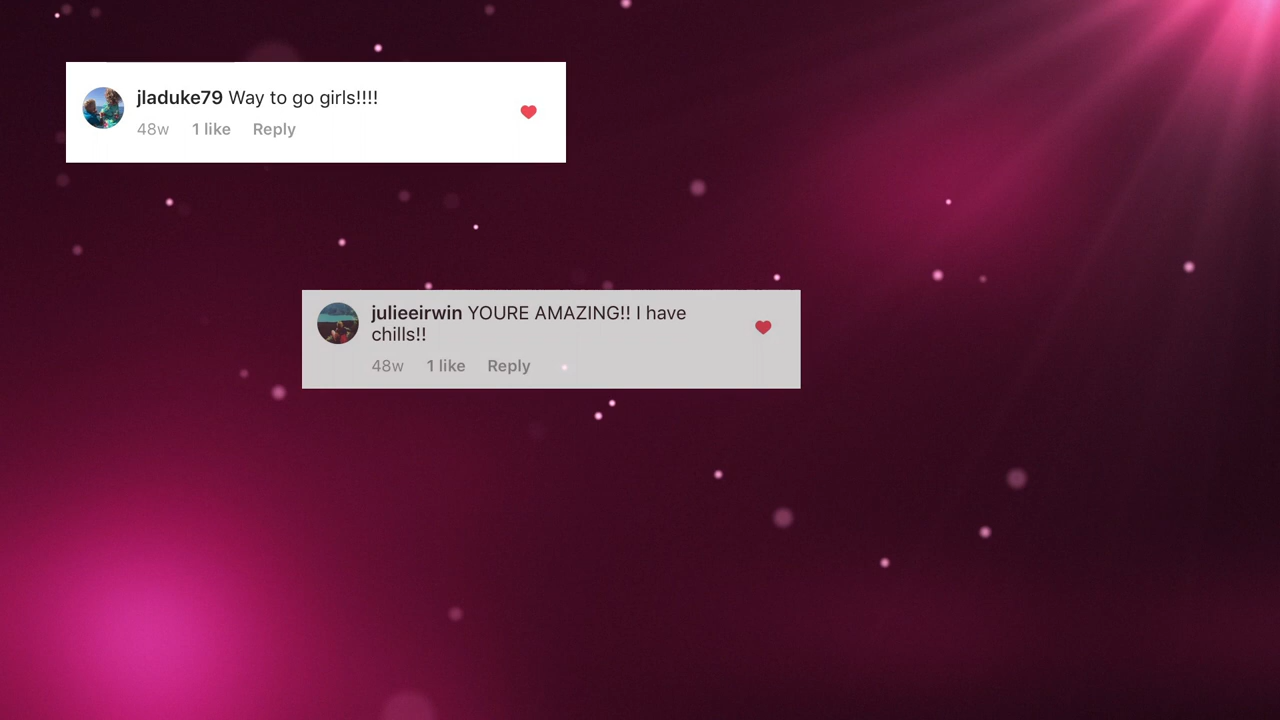 jladuke79 Way to go girls!!!!
48w 1 like Reply
julieeirwin YOURE AMAZING!! I have
chills!!
48w 1 like Reply